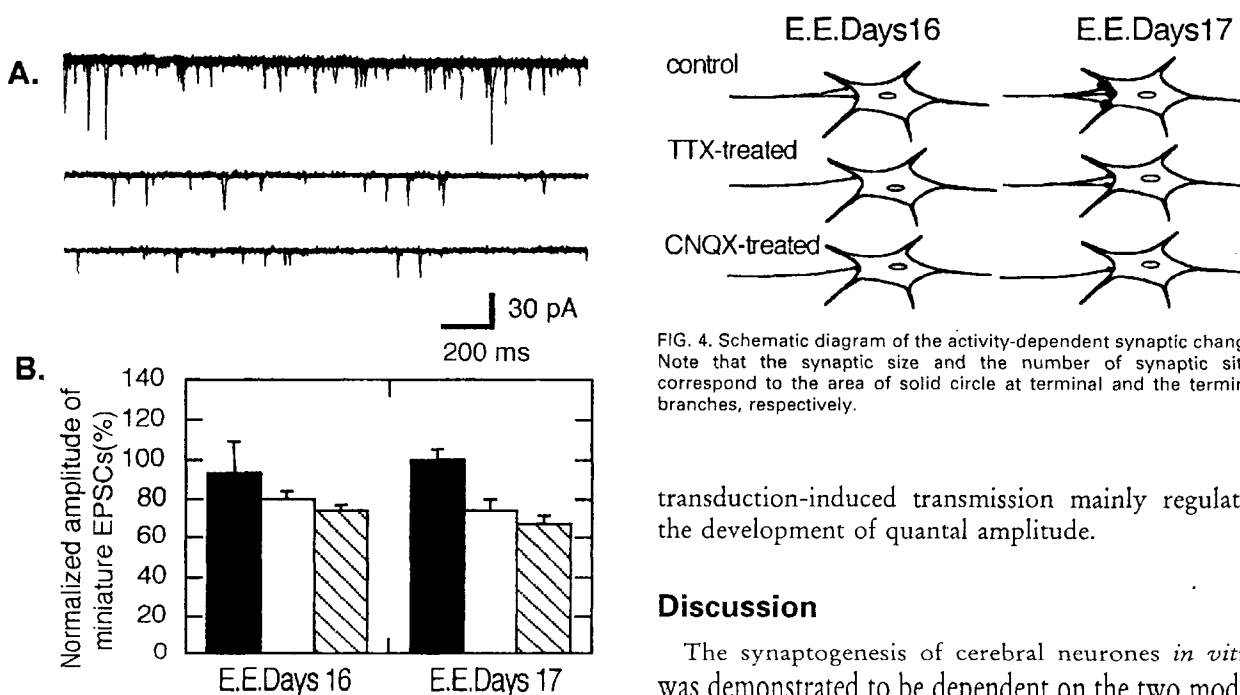 A.
30 pA
200 ms
B.
Normalized amplitude of
miniature EPSCs(%)
140
120
100
80
60
40
20
0
E.E.Days 16
E.E.Days 17
E.E.Days16
E.E.Days17
control
TTX-treated
CNQX-treated
FIG. 4. Schematic diagram of the activity-dependent synaptic chang
Note that the synaptic size and the number of synaptic sit
correspond to the area of solid circle at terminal and the termin
branches, respectively.
transduction-induced transmission mainly regulat
the development of quantal amplitude.
Discussion
The synaptogenesis of cerebral neurones in vit
was demonstrated to be dependent on the two mod